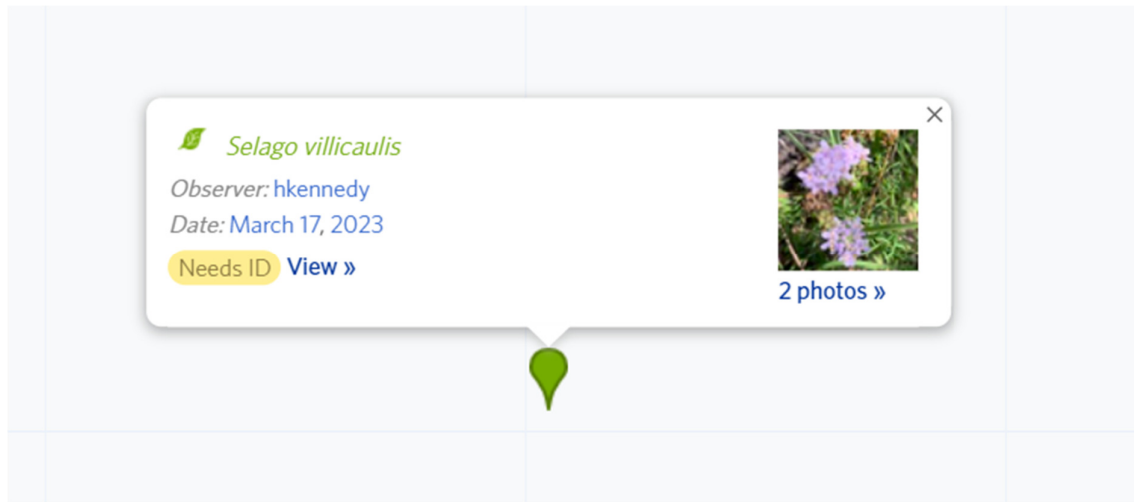 Selago villicaulis
Observer: hkennedy
Date: March 17, 2023
Needs ID View »
2 photos »